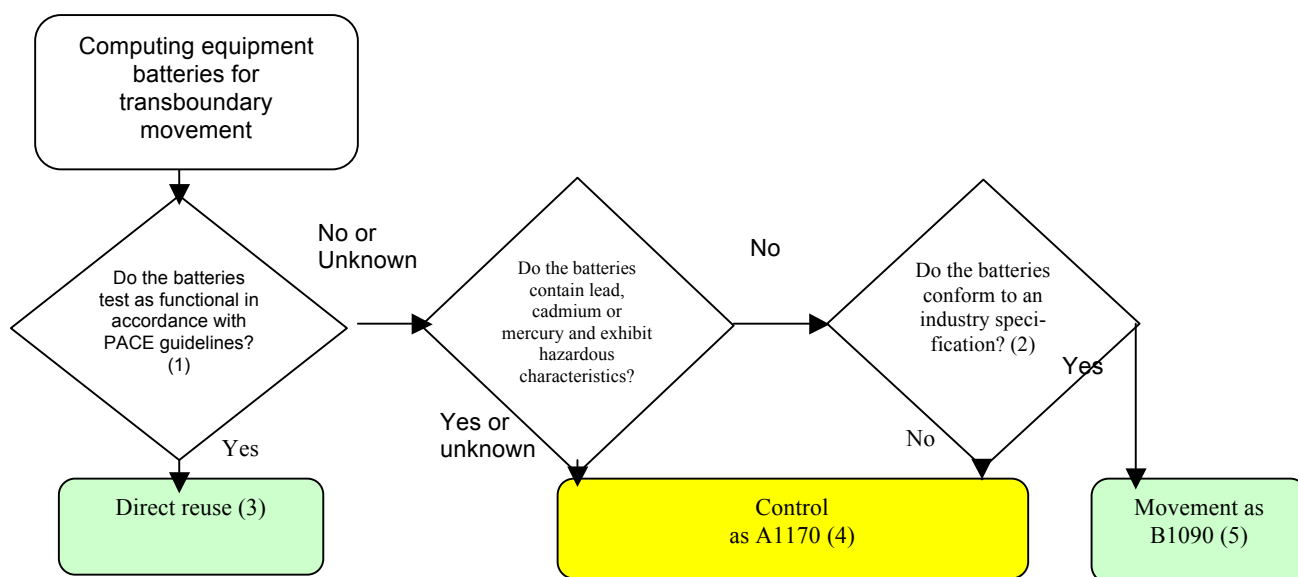 Computing equipment
batteries for
transboundary
movement
Do the batteries
test as functional in
accordance with
PACE guidelines?
(1)
No or
Unknown
Do the batteries
contain lead,
cadmium or
mercury and exhibit
hazardous
characteristics?
No
Do the batteries
conform to an
industry speci-
fication? (2)
Yes
Yes or
unknown
No
Yes
Direct reuse (3)
Control
as A1170 (4)
Movement as
B1090 (5)